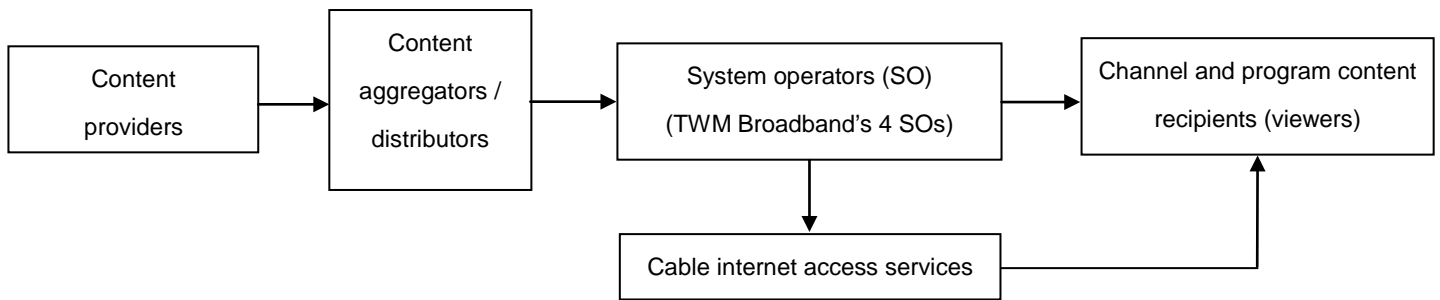 Content
providers
Content
aggregators /
distributors
System operators (SO)
(TWM Broadband’s 4 SOs)
Channel and program content
recipients (viewers)
Cable internet access services